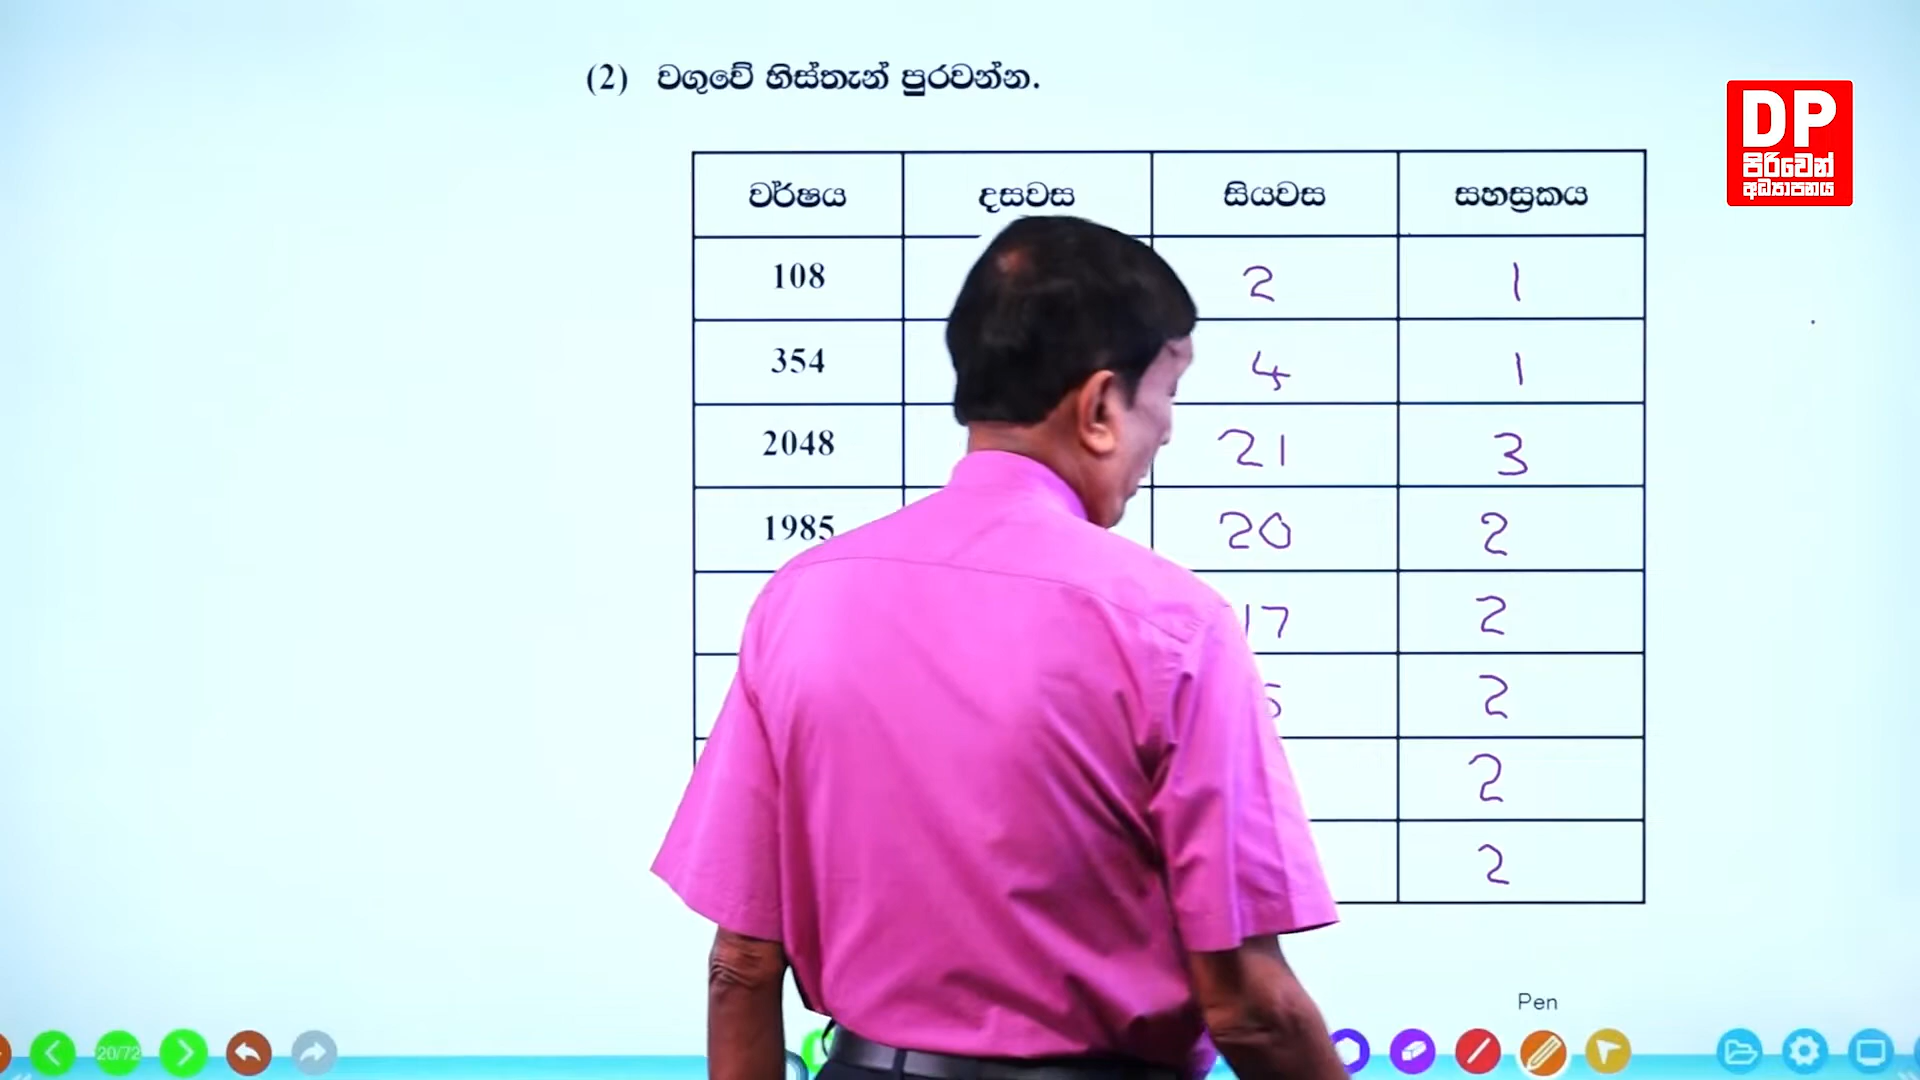 (2) වගුවේ හිස්තැන් පුරවන්න.
DP
පිරිවෙන්
අධ්‍යාපනය
වර්ෂය දසවස සියවස සහස්‍රකය
108 2 1
354 4 1
2048 21 3
1985 20 2
17 2
2
2
2
Pen
20/72